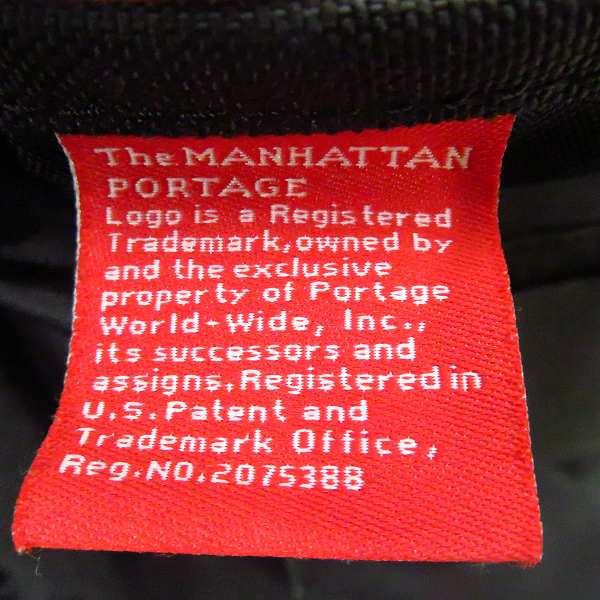 The MANHATTAN
PORTAGE
Logo is a Registered
Trademark,owned by
and the exclusive
property of Portage
World-Wide, Inc.,
its successors and
assigns.Registered in
U.S.Patent and
Trademark Office,
Reg.NO.2075388